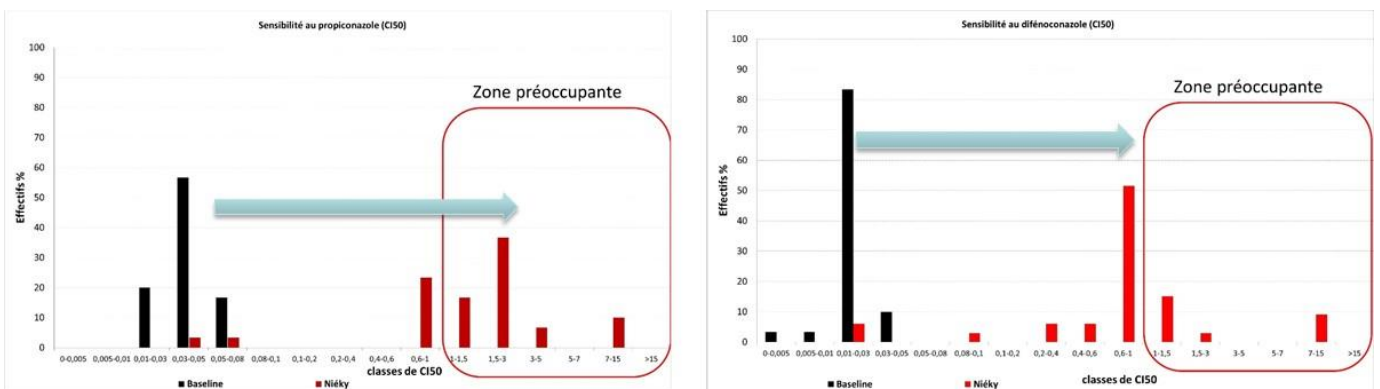 Sensibilité au propiconazole (CI50)
100
90
80
70
60
50
40
30
20
10
0
Effectifs %
Zone préoccupante
0-0,005 0,005-0,01 0,01-0,03 0,03-0,05 0,05-0,08 0,08-0,1 0,1-0,2 0,2-0,4 0,4-0,6 0,6-1 1-1,5 1,5-3 3-5 5-7 7-15 >15
classes de CI50
Baseline Niéky
Sensibilité au difénoconazole (CI50)
100
90
80
70
60
50
40
30
20
10
0
Effectifs %
Zone préoccupante
0-0,005 0,005-0,01 0,01-0,03 0,03-0,05 0,05-0,08 0,08-0,1 0,1-0,2 0,2-0,4 0,4-0,6 0,6-1 1-1,5 1,5-3 3-5 5-7 7-15 >15
classes de CI50
Baseline Niéky